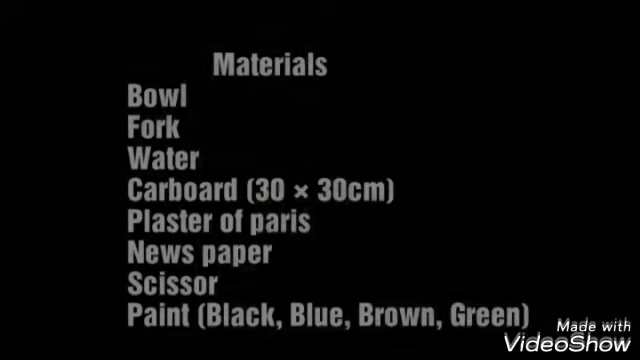 Materials
Bowl
Fork
Water
Carboard (30 × 30cm)
Plaster of paris
News paper
Scissor
Paint (Black, Blue, Brown, Green)
Made with
VideoShow